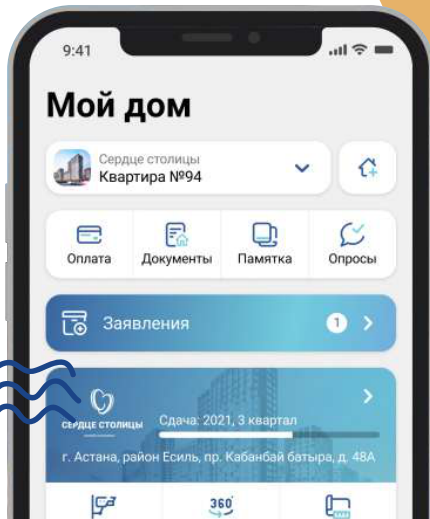 9:41
Мой дом
Сердце столицы
Квартира №94
Оплата Документы Памятка Опросы
Заявления 1
СЕРДЦЕ СТОЛИЦЫ
Сдача: 2021, 3 квартал
г. Астана, район Есиль, пр. Кабанбай батыра, д. 48А
360°